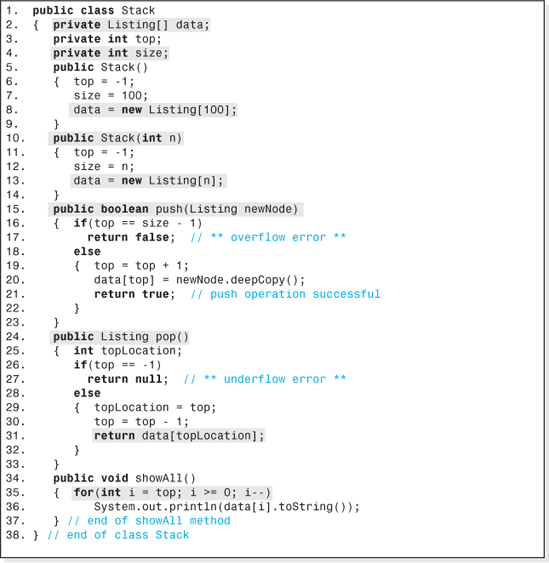 1. public class Stack
2. { private Listing[] data;
3. private int top;
4. private int size;
5. public Stack()
6. { top = -1;
7. size = 100;
8. data = new Listing[100];
9. }
10. public Stack(int n)
11. { top = -1;
12. size = n;
13. data = new Listing[n];
14. }
15. public boolean push(Listing newNode)
16. { if(top == size - 1)
17. return false; // ** overflow error **
18. else
19. { top = top + 1;
20. data[top] = newNode.deepCopy();
21. return true; // push operation successful
22. }
23. }
24. public Listing pop()
25. { int topLocation;
26. if(top == -1)
27. return null; // ** underflow error **
28. else
29. { topLocation = top;
30. top = top - 1;
31. return data[topLocation];
32. }
33. }
34. public void showAll()
35. { for(int i = top; i >= 0; i--)
36. System.out.println(data[i].toString());
37. } // end of showAll method
38. } // end of class Stack